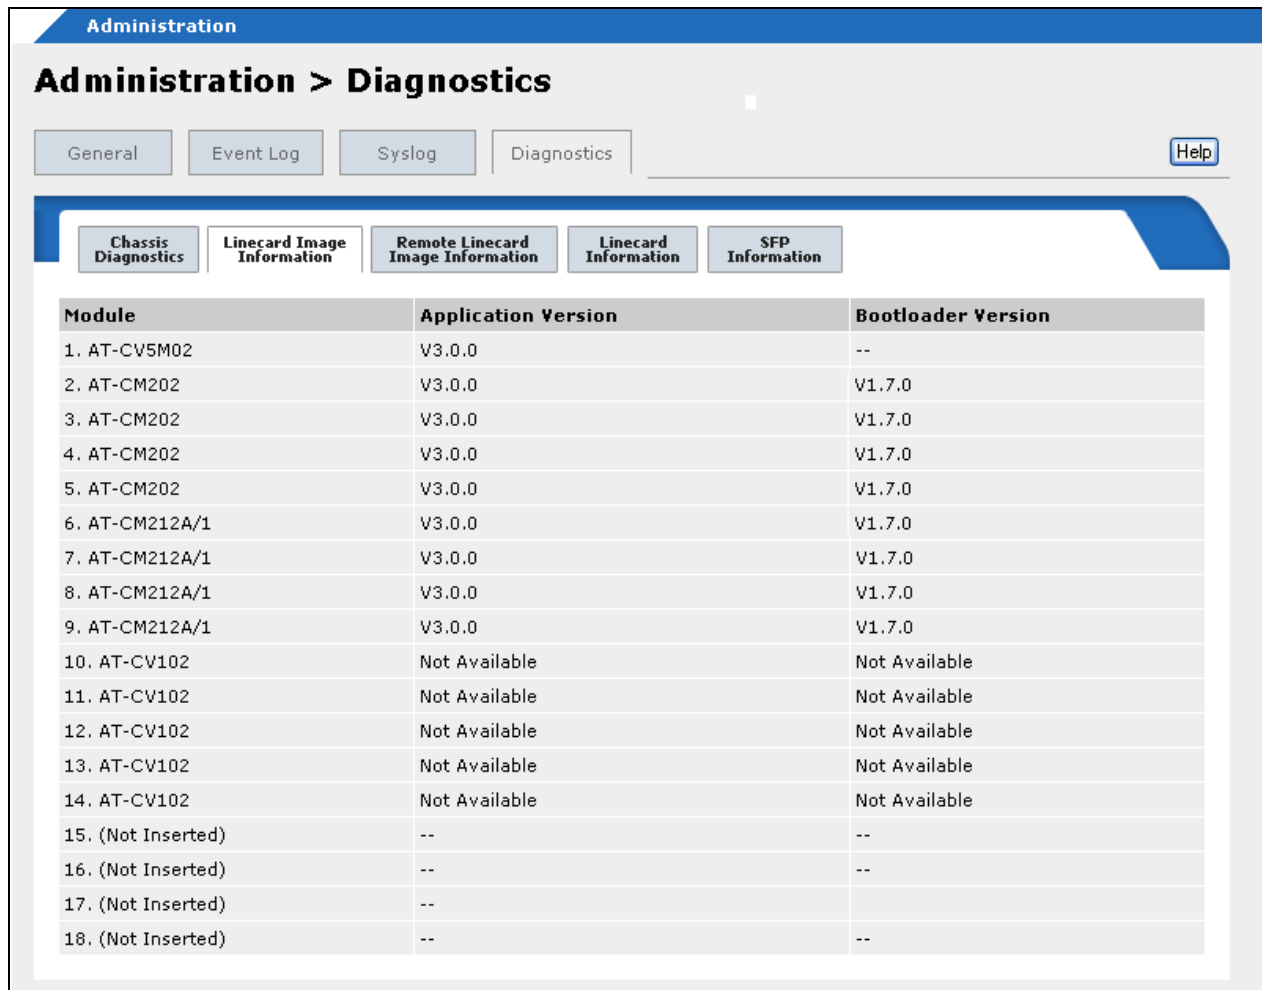 Administration
Administration > Diagnostics
General Event Log Syslog Diagnostics Help
Chassis Diagnostics
Linecard Image Information
Remote Linecard Image Information
Linecard Information
SFP Information
Module Application Version Bootloader Version
1. AT-CV5M02 V3.0.0 --
2. AT-CM202 V3.0.0 V1.7.0
3. AT-CM202 V3.0.0 V1.7.0
4. AT-CM202 V3.0.0 V1.7.0
5. AT-CM202 V3.0.0 V1.7.0
6. AT-CM212A/1 V3.0.0 V1.7.0
7. AT-CM212A/1 V3.0.0 V1.7.0
8. AT-CM212A/1 V3.0.0 V1.7.0
9. AT-CM212A/1 V3.0.0 V1.7.0
10. AT-CV102 Not Available Not Available
11. AT-CV102 Not Available Not Available
12. AT-CV102 Not Available Not Available
13. AT-CV102 Not Available Not Available
14. AT-CV102 Not Available Not Available
15. (Not Inserted) -- --
16. (Not Inserted) -- --
17. (Not Inserted) --
18. (Not Inserted) -- --